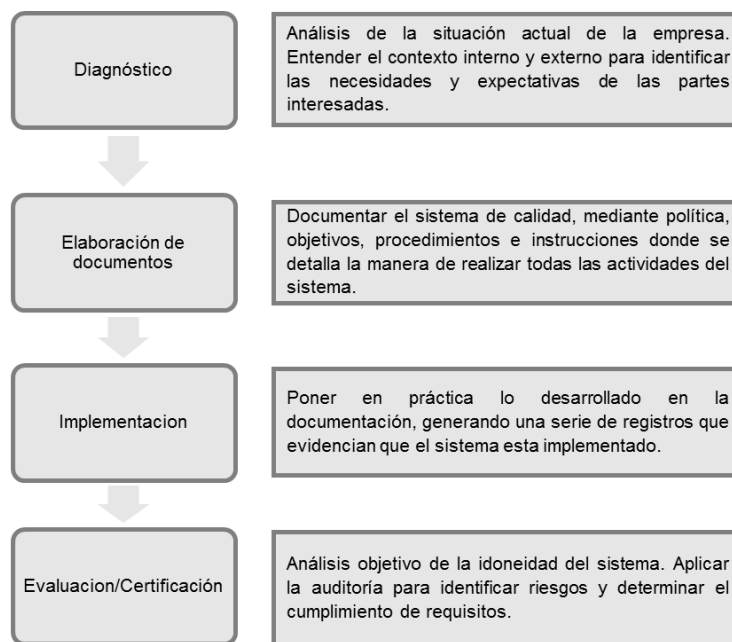 Diagnóstico
Análisis de la situación actual de la empresa.
Entender el contexto interno y externo para identificar
las necesidades y expectativas de las partes
interesadas.
Elaboración de
documentos
Documentar el sistema de calidad, mediante política,
objetivos, procedimientos e instrucciones donde se
detalla la manera de realizar todas las actividades del
sistema.
Implementacion
Poner en práctica lo desarrollado en la
documentación, generando una serie de registros que
evidencian que el sistema esta implementado.
Evaluacion/Certificación
Análisis objetivo de la idoneidad del sistema. Aplicar
la auditoría para identificar riesgos y determinar el
cumplimiento de requisitos.